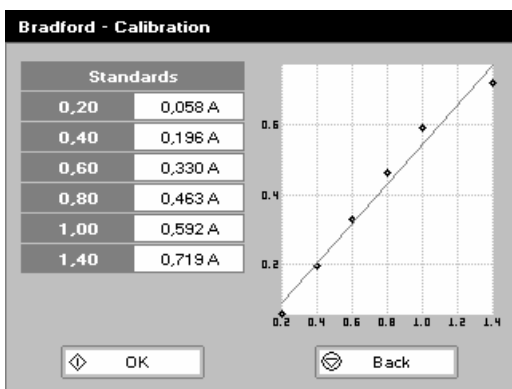 Bradford - Calibration
Standards
0,20 0,058 A
0,40 0,196 A
0,60 0,330 A
0,80 0,463 A
1,00 0,592 A
1,40 0,719 A
0.6
0.4
0.2
0.2 0.4 0.6 0.8 1.0 1.2 1.4
OK
Back